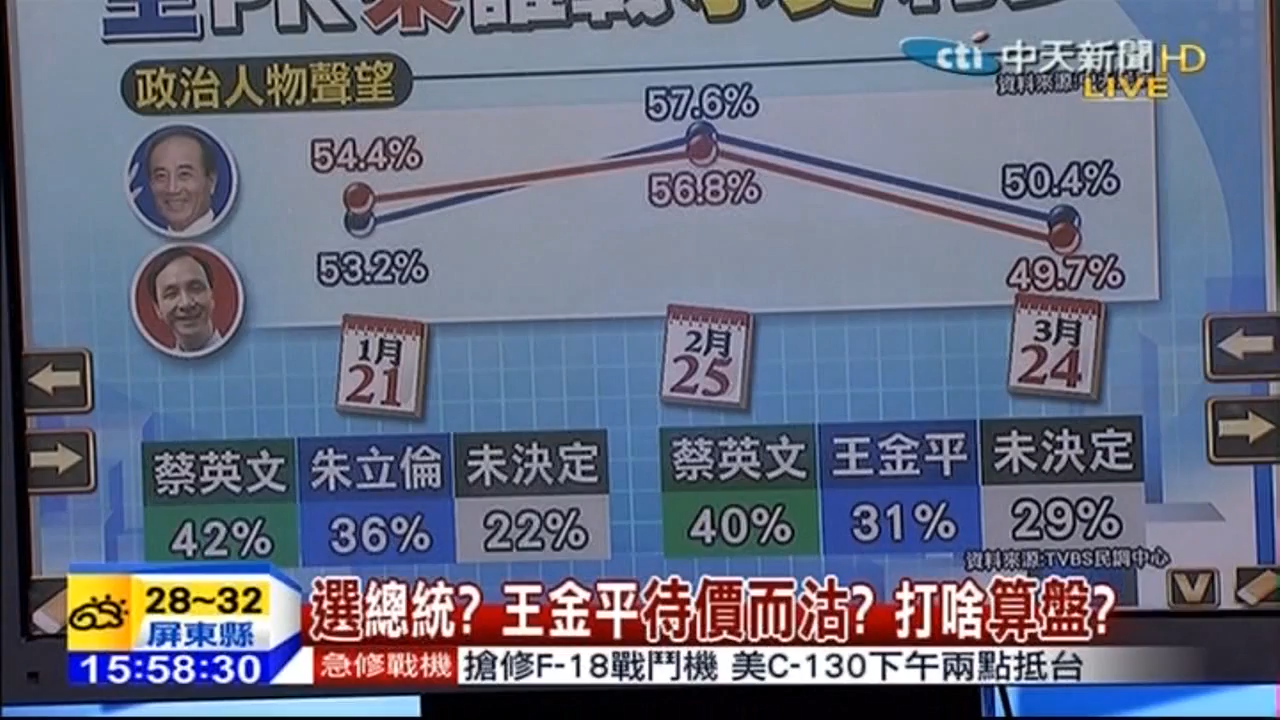 cti 中天新聞HD
LIVE
政治人物聲望
54.4%
57.6%
50.4%
53.2%
56.8%
49.7%
1月
21
2月
25
3月
24
蔡英文 朱立倫 未決定
42% 36% 22%
蔡英文 王金平 未決定
40% 31% 29%
資料來源:TVBS民調中心
28~32
屏東縣
15:58:30
選總統? 王金平待價而沽? 打啥算盤?
急修戰機 搶修F-18戰鬥機 美C-130下午兩點抵台